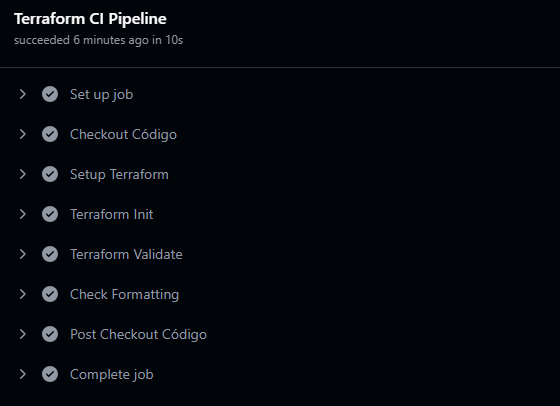 Terraform CI Pipeline
succeeded 6 minutes ago in 10s
Set up job
Checkout Código
Setup Terraform
Terraform Init
Terraform Validate
Check Formatting
Post Checkout Código
Complete job